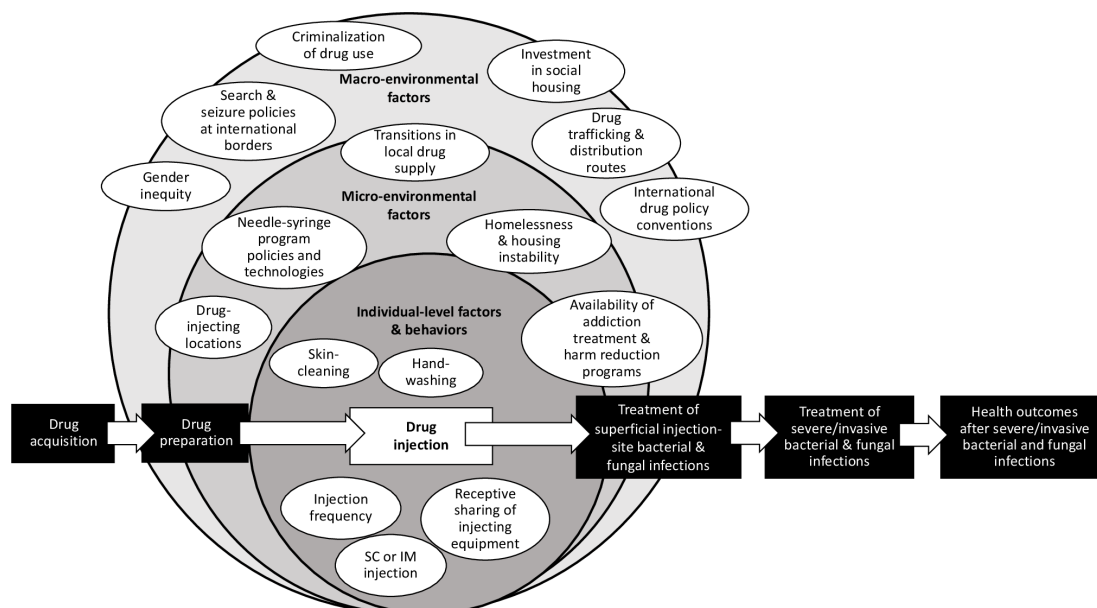 Criminalization
of drug use
Investment
in social
housing
Macro-environmental
factors
Search &
seizure policies
at international
borders
Drug
trafficking &
distribution
routes
Transitions in
local drug
supply
Gender
inequity
International
drug policy
conventions
Micro-environmental
factors
Needle-syringe
program
policies and
technologies
Homelessness
& housing
instability
Drug-
injecting
locations
Individual-level factors
& behaviors
Availability of
addiction
treatment &
harm reduction
programs
Skin-
cleaning
Hand-
washing
Drug
acquisition
Drug
preparation
Drug
injection
Treatment of
superficial injection-
site bacterial &
fungal infections
Treatment of
severe/invasive
bacterial & fungal
infections
Health outcomes
after severe/invasive
bacterial and fungal
infections
Injection
frequency
Receptive
sharing of
injecting
equipment
SC or IM
injection